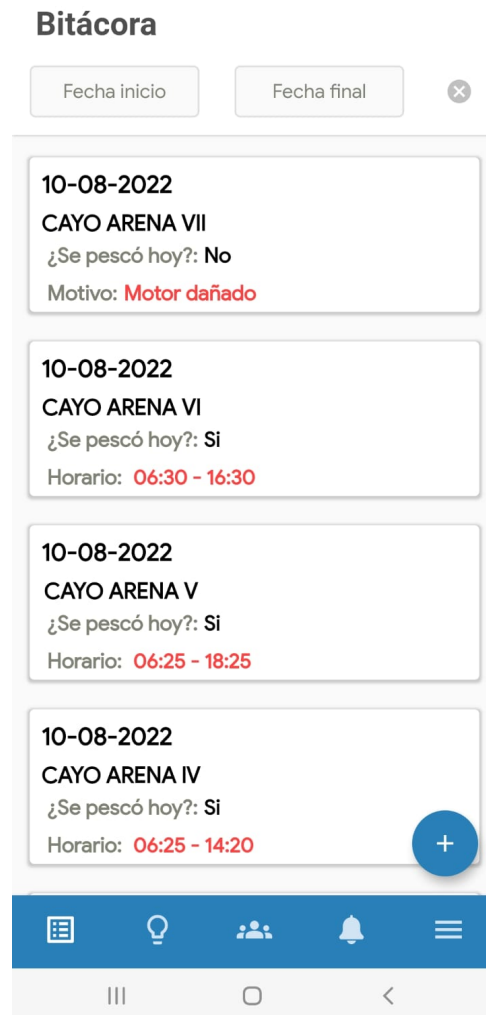 Bitácora
Fecha inicio Fecha final
10-08-2022
CAYO ARENA VII
¿Se pescó hoy?: No
Motivo: Motor dañado
10-08-2022
CAYO ARENA VI
¿Se pescó hoy?: Si
Horario: 06:30 - 16:30
10-08-2022
CAYO ARENA V
¿Se pescó hoy?: Si
Horario: 06:25 - 18:25
10-08-2022
CAYO ARENA IV
¿Se pescó hoy?: Si
Horario: 06:25 - 14:20